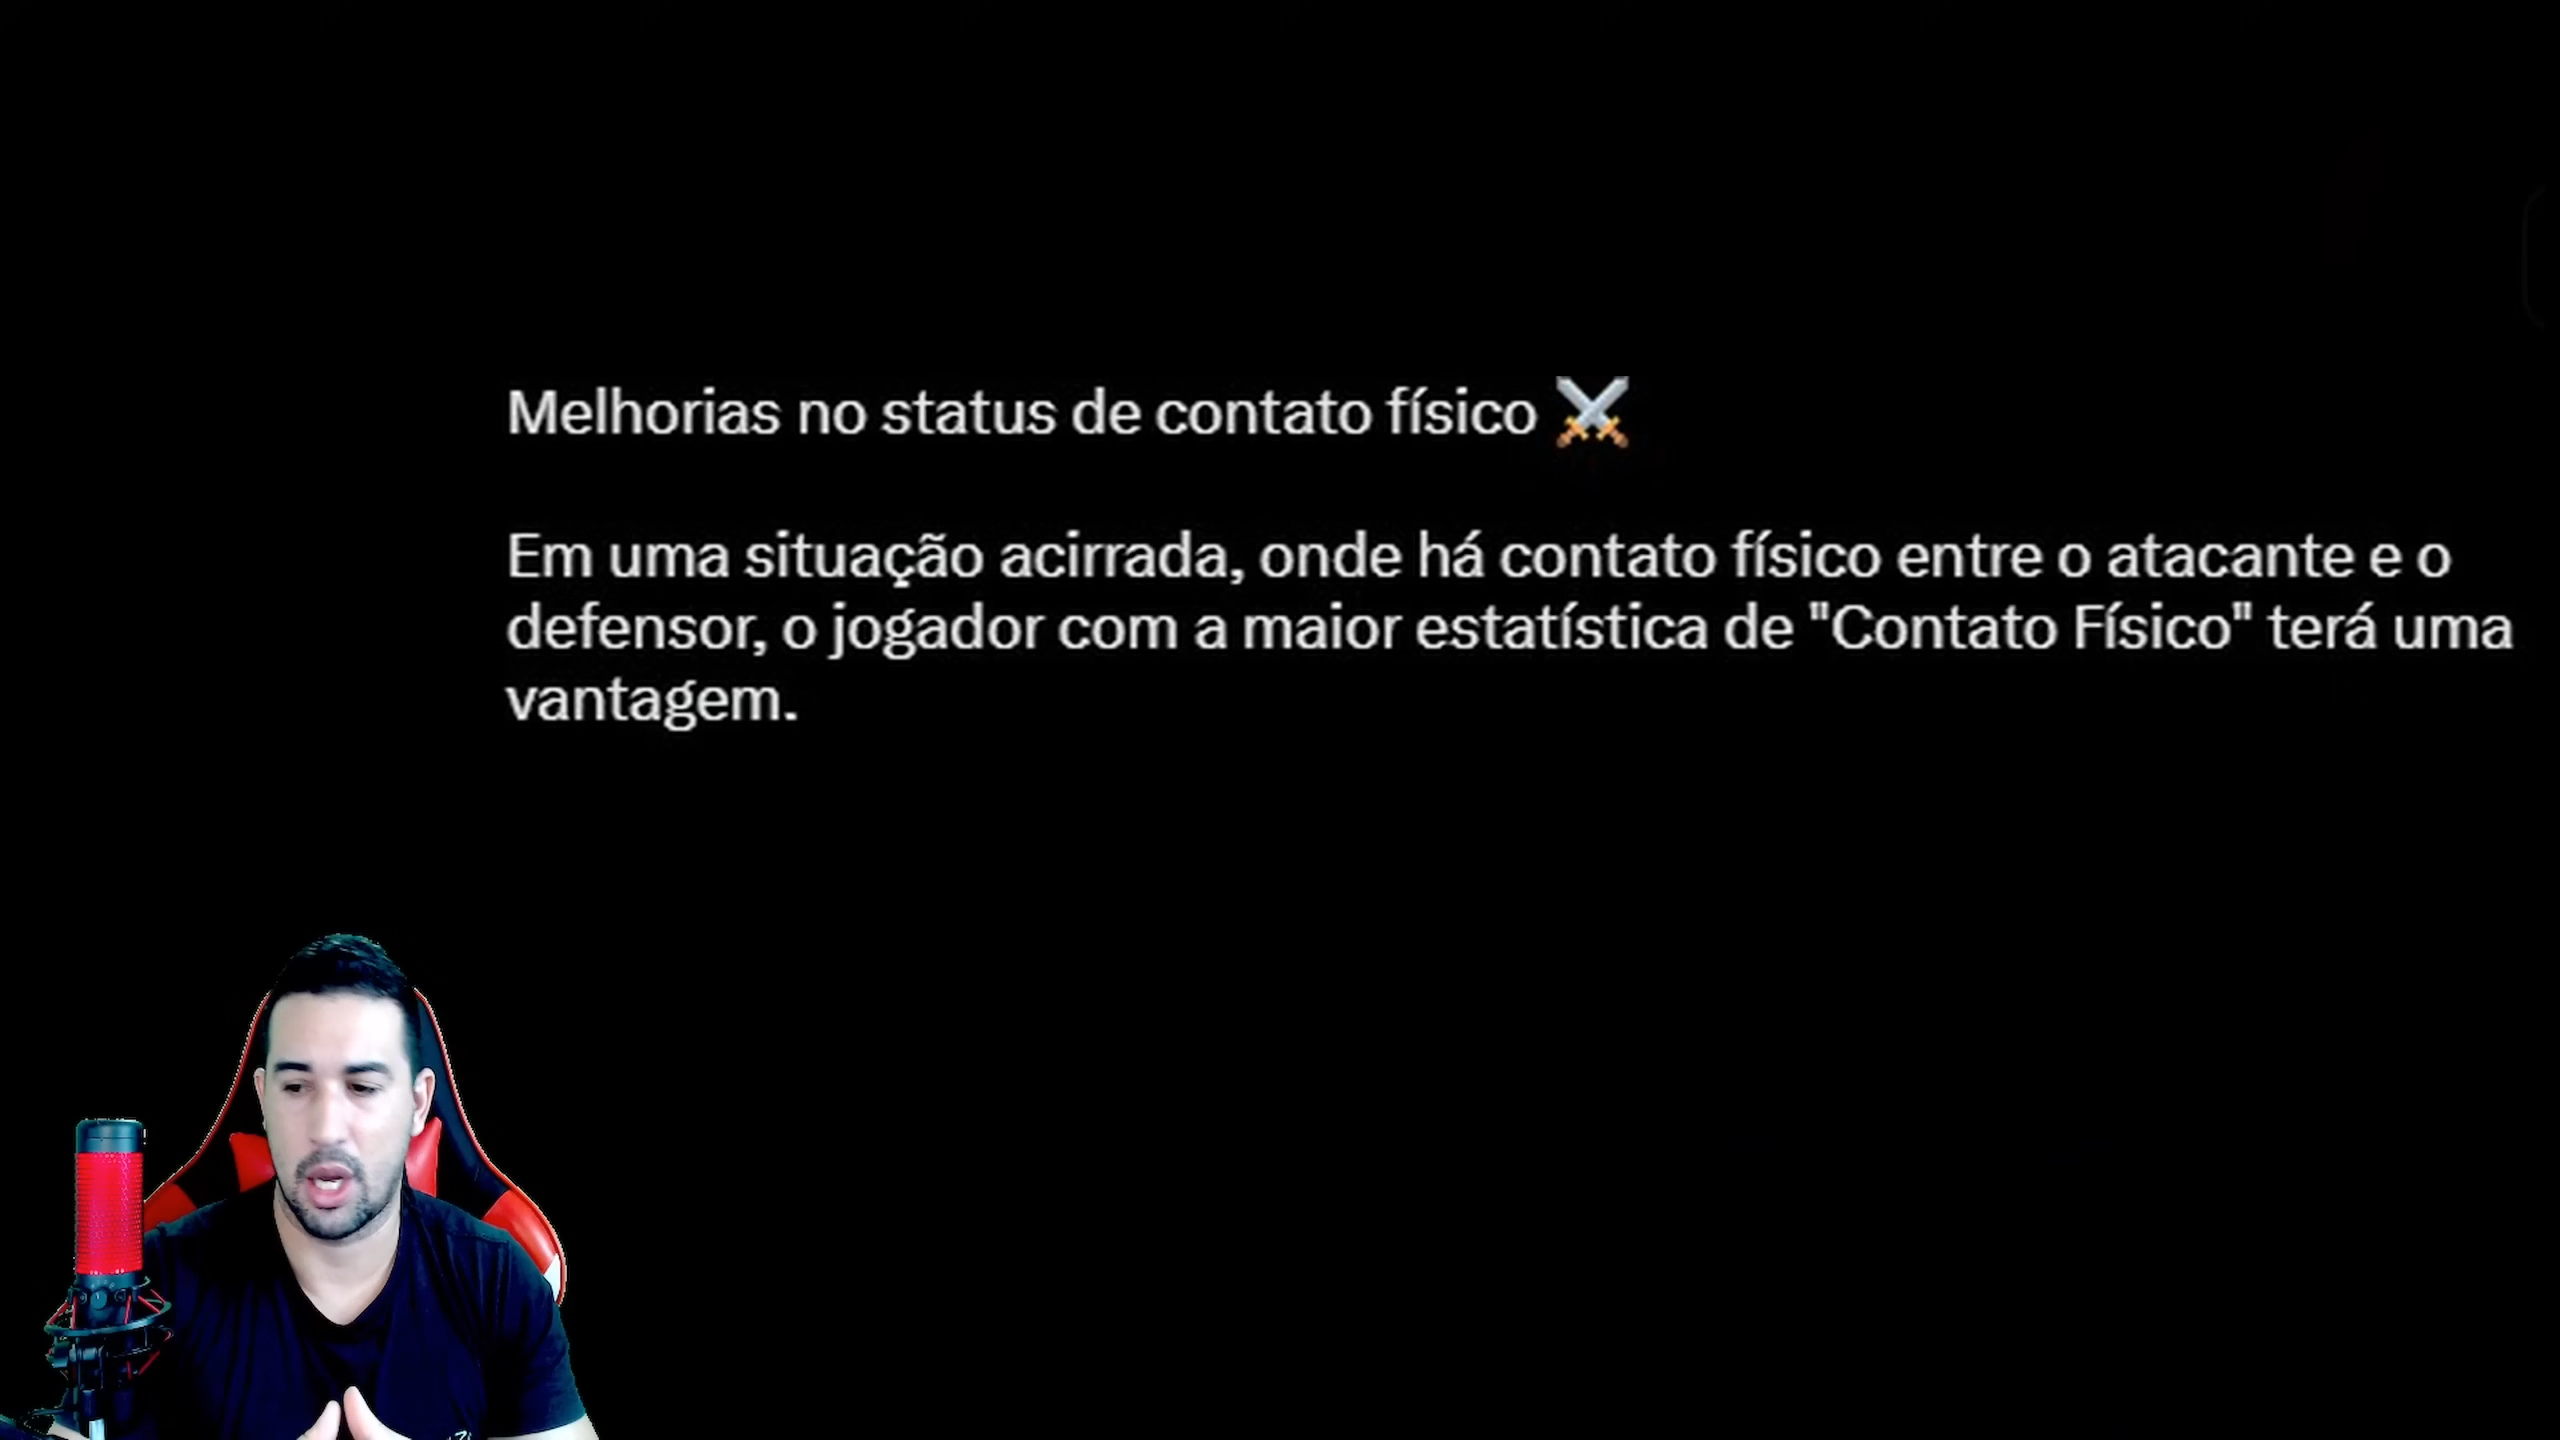 Melhorias no status de contato físico ⚔️
Em uma situação acirrada, onde há contato físico entre o atacante e o
defensor, o jogador com a maior estatística de "Contato Físico" terá uma
vantagem.